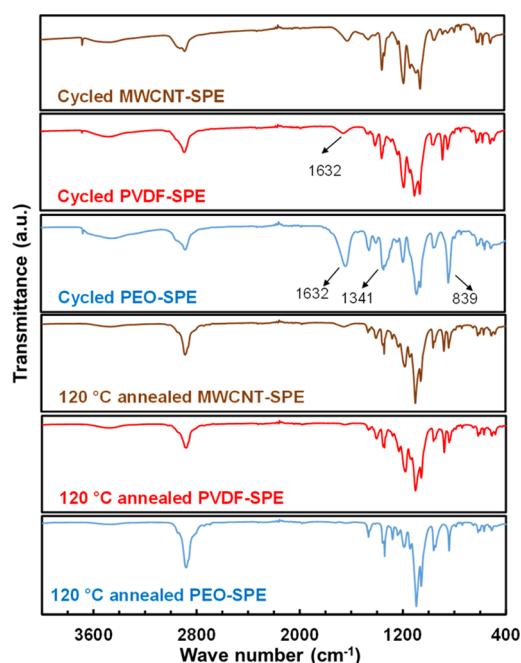 Transmittance (a.u.)
Cycled MWCNT-SPE
1632
Cycled PVDF-SPE
1632
1341
839
Cycled PEO-SPE
120 °C annealed MWCNT-SPE
120 °C annealed PVDF-SPE
120 °C annealed PEO-SPE
3600 2800 2000 1200 400
Wave number (cm-1)